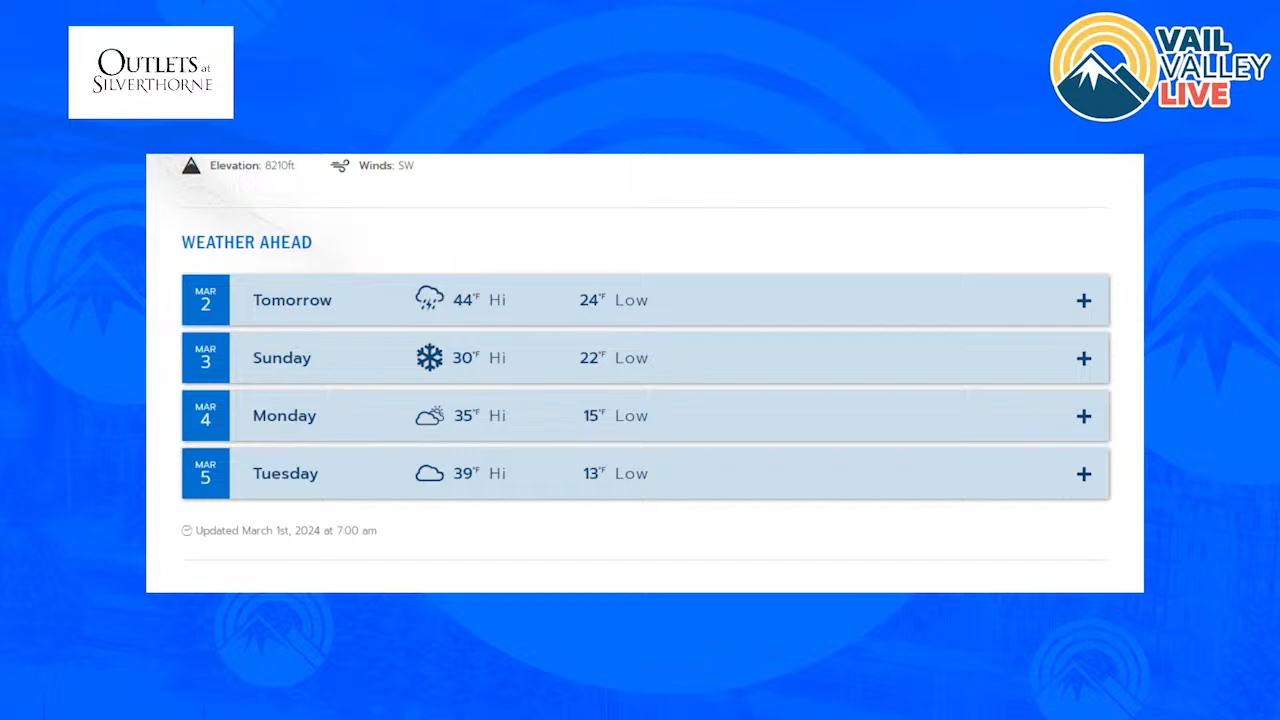 OUTLETS at
SILVERTHORNE
VAIL
VALLEY
LIVE
Elevation: 8210ft Winds: SW
WEATHER AHEAD
MAR 2 Tomorrow 44°F Hi 24°F Low +
MAR 3 Sunday 30°F Hi 22°F Low +
MAR 4 Monday 35°F Hi 15°F Low +
MAR 5 Tuesday 39°F Hi 13°F Low +
Updated March 1st, 2024 at 7:00 am